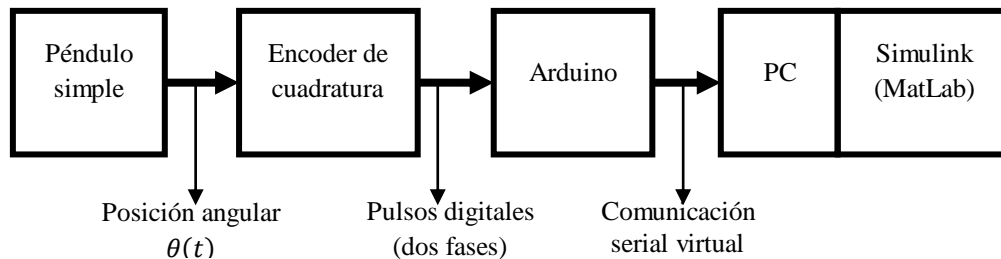 Péndulo
simple
Encoder de
cuadratura
Arduino
PC
Simulink
(MatLab)
Posición angular
θ(t)
Pulsos digitales
(dos fases)
Comunicación
serial virtual